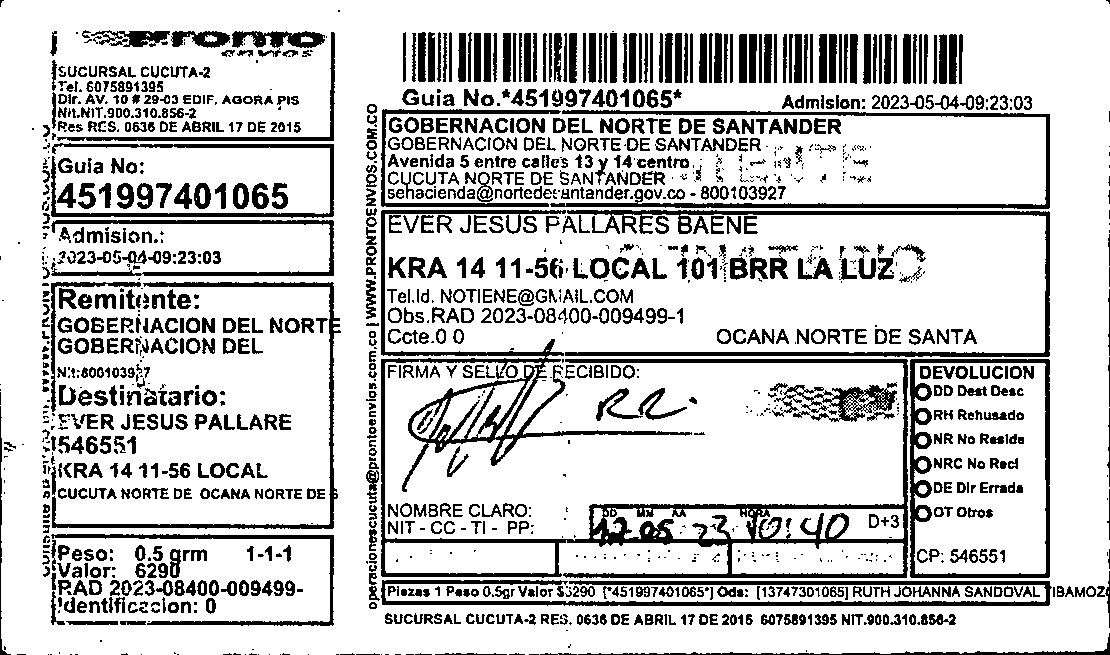 Pronto
envios
SUCURSAL CUCUTA-2
Tel. 6075891395
Dir. AV. 10 # 29-03 EDIF. AGORA PIS
Nit.NIT.900.310.856-2
Res RES. 0636 DE ABRIL 17 DE 2015
Guia No:
451997401065
Admision.:
2023-05-04-09:23:03
Remitente:
GOBERNACION DEL NORTE
GOBERNACION DEL
Nit:800103927
Destinatario:
EVER JESUS PALLARE
546551
KRA 14 11-56 LOCAL
CUCUTA NORTE DE OCANA NORTE DE S
Peso: 0.5 grm 1-1-1
Valor: 6290
RAD 2023-08400-009499-
Identificacion: 0
operacionescucuta@prontoenvios.com.co | WWW.PRONTOENVIOS.COM.CO
Guia No.*451997401065* Admision: 2023-05-04-09:23:03
GOBERNACION DEL NORTE DE SANTANDER
GOBERNACION DEL NORTE DE SANTANDER
Avenida 5 entre calles 13 y 14 centro
CUCUTA NORTE DE SANTANDER
sehacienda@nortedesantander.gov.co - 800103927
EVER JESUS PALLARES BAENE
KRA 14 11-56 LOCAL 101 BRR LA LUZ
Tel.Id. NOTIENE@GMAIL.COM
Obs.RAD 2023-08400-009499-1
Ccte.0 0 OCANA NORTE DE SANTA
FIRMA Y SELLO DE RECIBIDO:
RR.
NOMBRE CLARO:
NIT - CC - TI - PP:
DD MM AA HORA
12 05 23 10:40 D+3
DEVOLUCION
DD Dest Desc
RH Rehusado
NR No Reside
NRC No Recl
DE Dir Errada
OT Otros
CP: 546551
Piezas 1 Peso 0.5gr Valor $6290 [*451997401065*] Ods: [13747301065] RUTH JOHANNA SANDOVAL TIBAMOZ
SUCURSAL CUCUTA-2 RES. 0636 DE ABRIL 17 DE 2015 6075891395 NIT.900.310.856-2